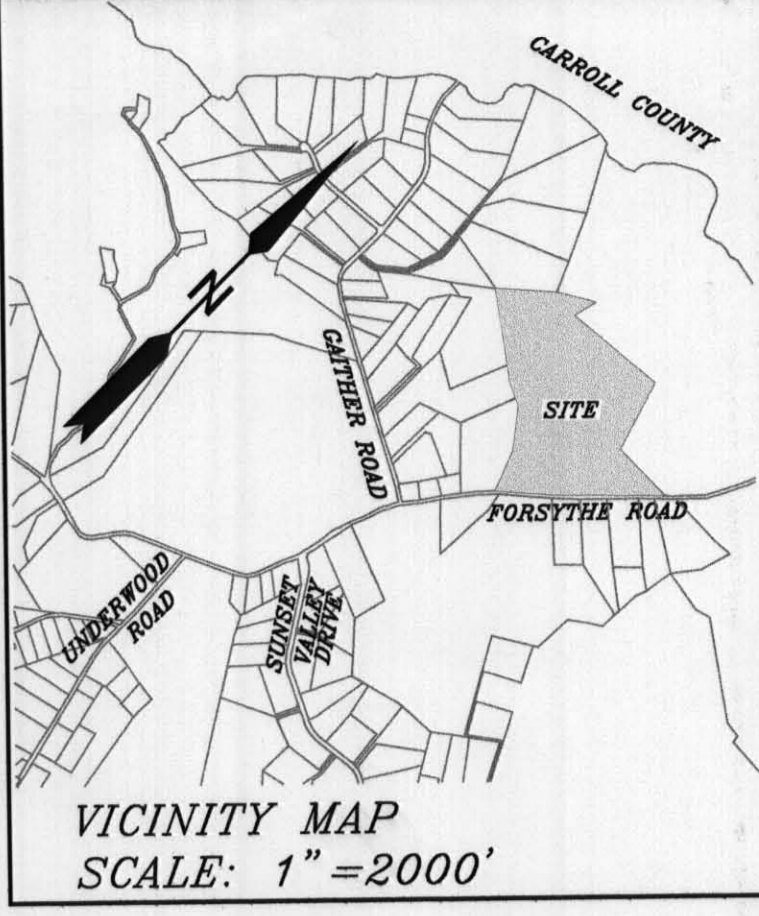 CARROLL COUNTY
N
GAITHER ROAD
SITE
FORSYTHE ROAD
UNDERWOOD
ROAD
SUNSET
VALLEY
DRIVE
VICINITY MAP
SCALE: 1"=2000'